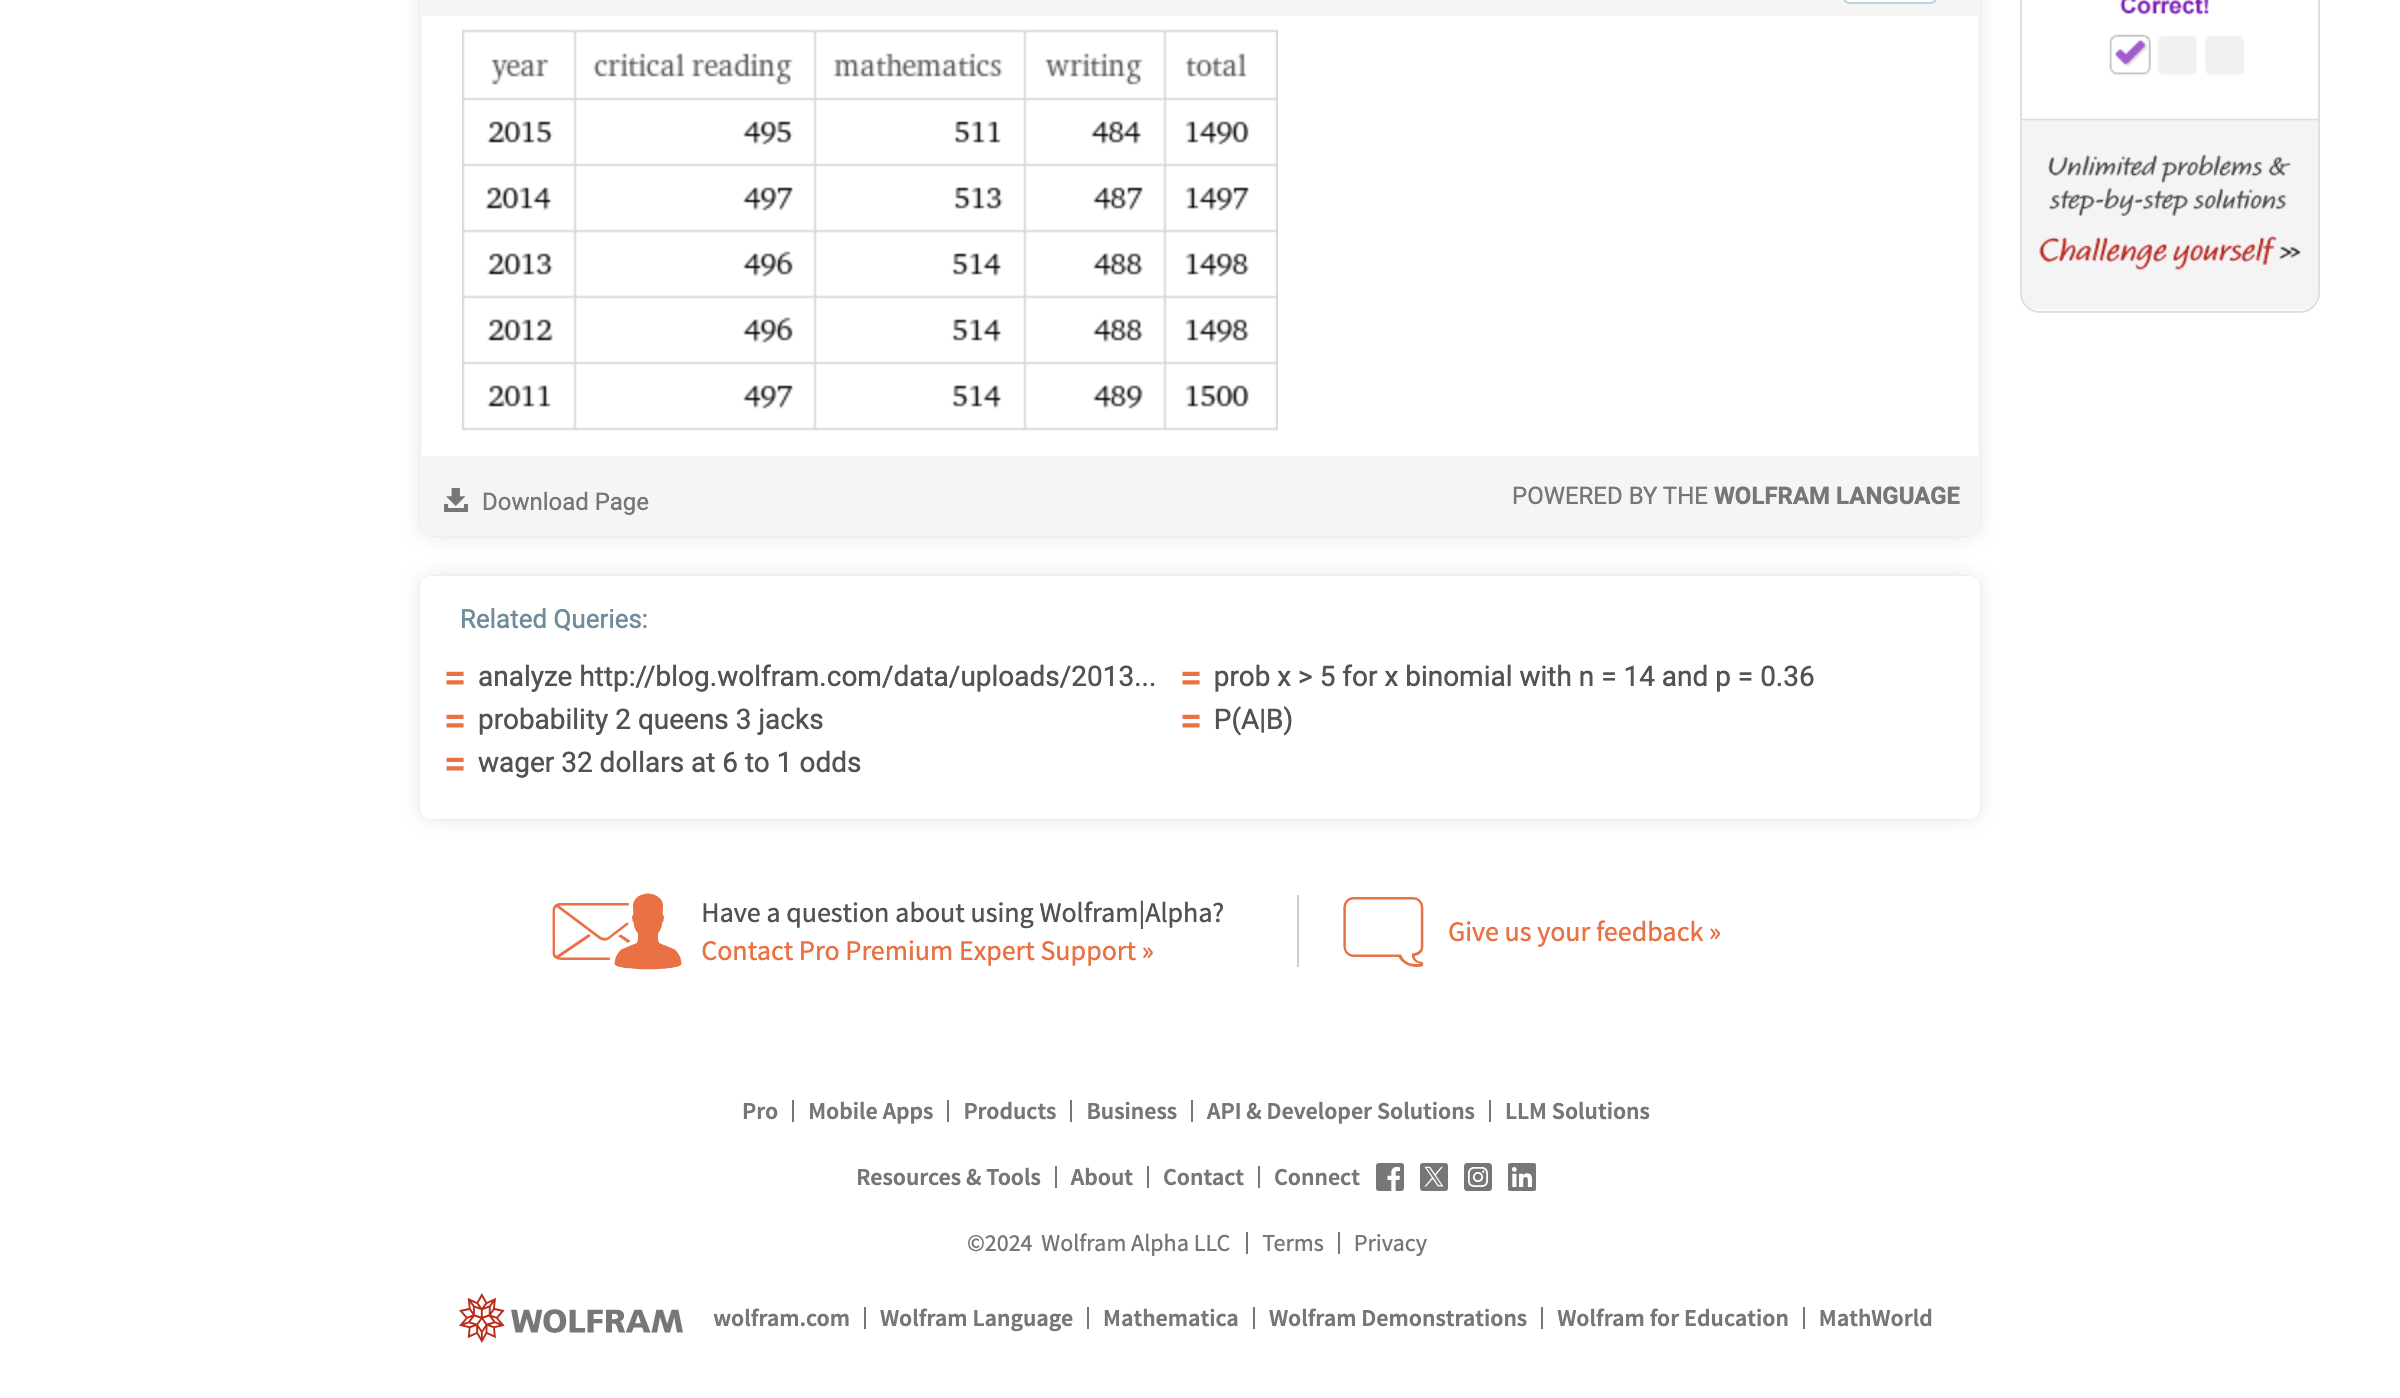 Correct!
year critical reading mathematics writing total
2015 495 511 484 1490
2014 497 513 487 1497
2013 496 514 488 1498
2012 496 514 488 1498
2011 497 514 489 1500
Unlimited problems &
step-by-step solutions
Challenge yourself >>
Download Page
POWERED BY THE WOLFRAM LANGUAGE
Related Queries:
= analyze http://blog.wolfram.com/data/uploads/2013...
= prob x > 5 for x binomial with n = 14 and p = 0.36
= probability 2 queens 3 jacks
= P(A|B)
= wager 32 dollars at 6 to 1 odds
Have a question about using Wolfram|Alpha?
Contact Pro Premium Expert Support »
Give us your feedback »
Pro | Mobile Apps | Products | Business | API & Developer Solutions | LLM Solutions
Resources & Tools | About | Contact | Connect
©2024 Wolfram Alpha LLC | Terms | Privacy
WOLFRAM wolfram.com | Wolfram Language | Mathematica | Wolfram Demonstrations | Wolfram for Education | MathWorld